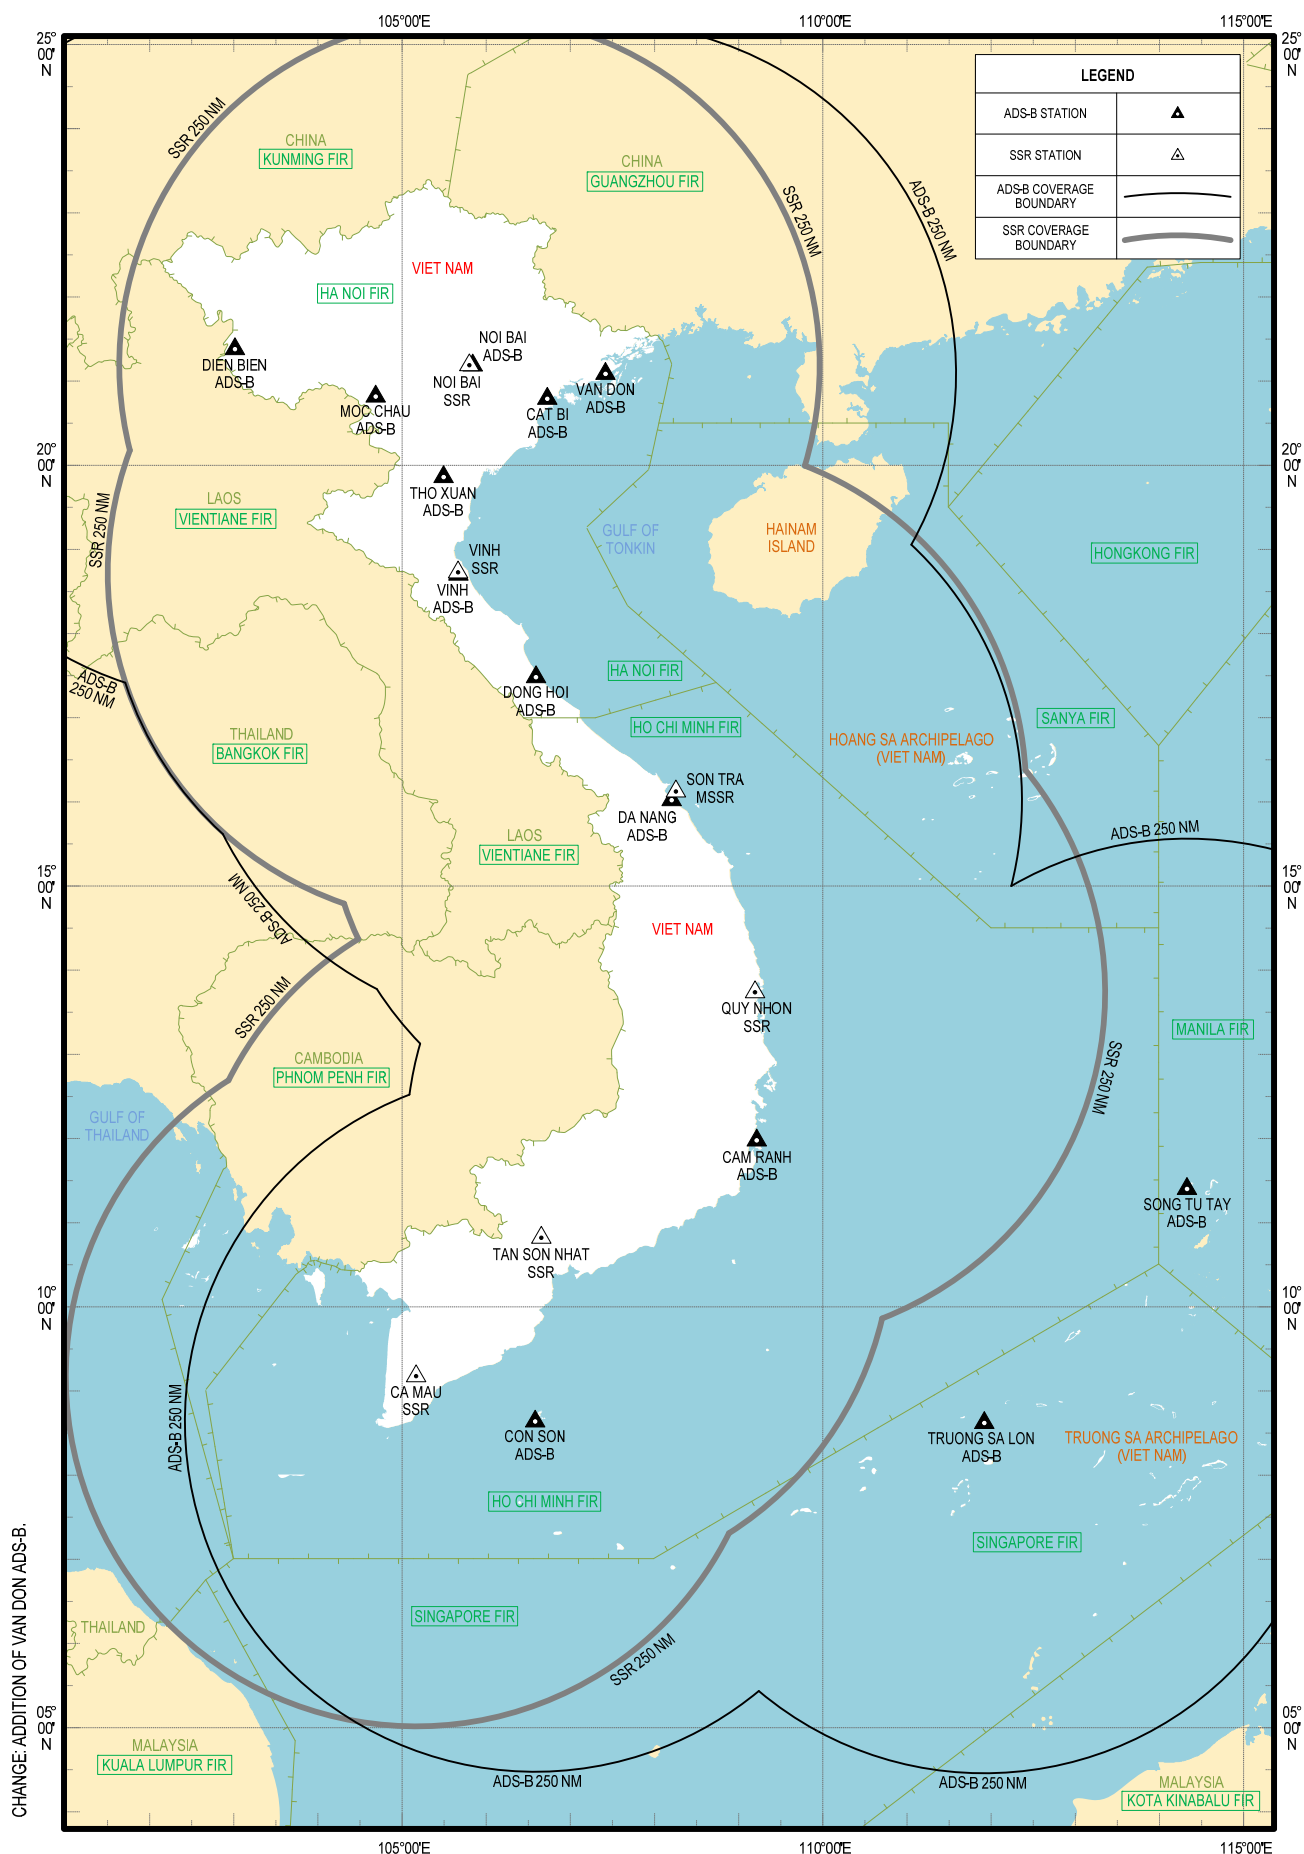 105°00'E
110°00'E
115°00'E
25°
00'
N
25°
00'
N
LEGEND
ADS-B STATION
SSR STATION
ADS-B COVERAGE
BOUNDARY
SSR COVERAGE
BOUNDARY
SSR 250 NM
CHINA
KUNMING FIR
CHINA
GUANGZHOU FIR
SSR 250 NM
ADS-B 250 NM
VIET NAM
HA NOI FIR
NOI BAI
ADS-B
DIEN BIEN
ADS-B
NOI BAI
SSR
MOC CHAU
ADS-B
CAT BI
ADS-B
VAN DON
ADS-B
20°
00'
N
20°
00'
N
THO XUAN
ADS-B
LAOS
VIENTIANE FIR
SSR 250 NM
GULF OF
TONKIN
HAINAM
ISLAND
HONGKONG FIR
VINH
SSR
VINH
ADS-B
ADS-B
250 NM
DONG HOI
ADS-B
HA NOI FIR
HO CHI MINH FIR
SANYA FIR
THAILAND
BANGKOK FIR
HOANG SA ARCHIPELAGO
(VIET NAM)
SON TRA
MSSR
DA NANG
ADS-B
ADS-B 250 NM
LAOS
VIENTIANE FIR
15°
00'
N
15°
00'
N
ADS-B 250 NM
VIET NAM
SSR 250 NM
QUY NHON
SSR
MANILA FIR
CAMBODIA
PHNOM PENH FIR
SSR 250 NM
GULF OF
THAILAND
CAM RANH
ADS-B
SONG TU TAY
ADS-B
TAN SON NHAT
SSR
10°
00'
N
10°
00'
N
CA MAU
SSR
ADS-B 250 NM
CON SON
ADS-B
TRUONG SA LON
ADS-B
TRUONG SA ARCHIPELAGO
(VIET NAM)
HO CHI MINH FIR
SINGAPORE FIR
SINGAPORE FIR
THAILAND
SSR 250 NM
05°
00'
N
05°
00'
N
MALAYSIA
KUALA LUMPUR FIR
ADS-B 250 NM
ADS-B 250 NM
MALAYSIA
KOTA KINABALU FIR
CHANGE: ADDITION OF VAN DON ADS-B.
105°00'E
110°00'E
115°00'E